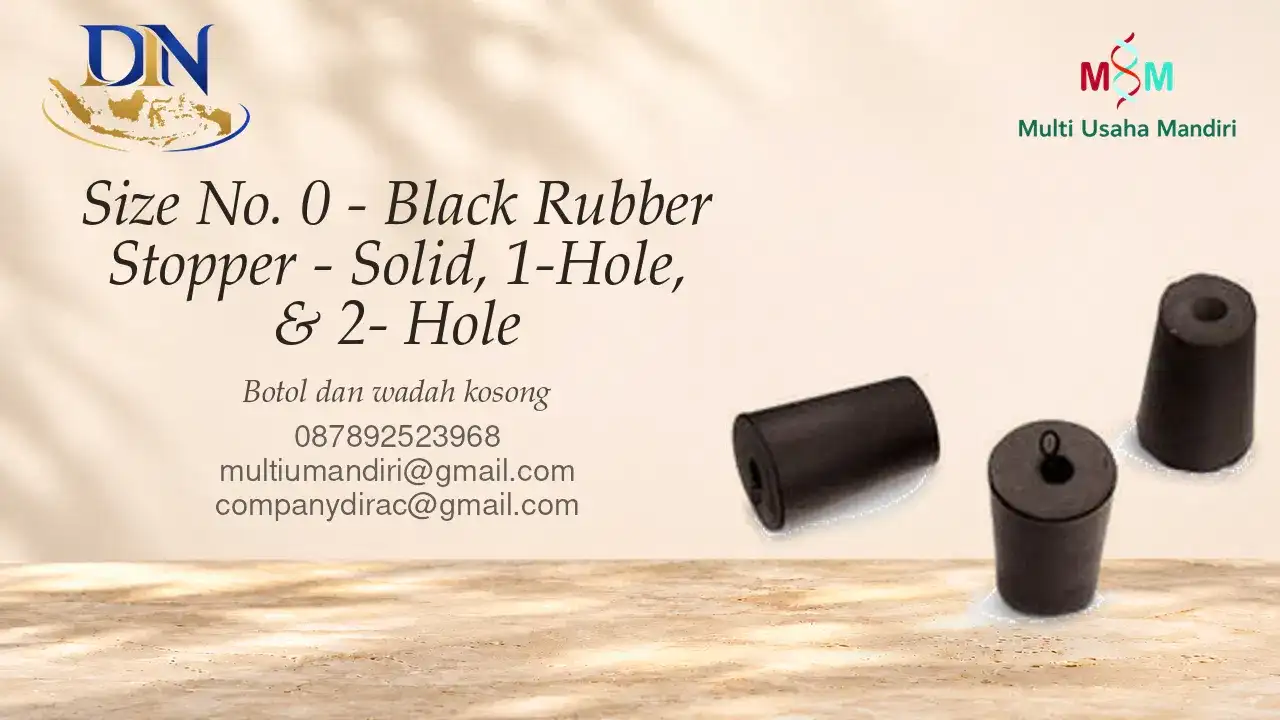 DN
M M
Multi Usaha Mandiri
Size No. 0 - Black Rubber
Stopper - Solid, 1-Hole,
& 2- Hole
Botol dan wadah kosong
087892523968
multiumandiri@gmail.com
companydirac@gmail.com